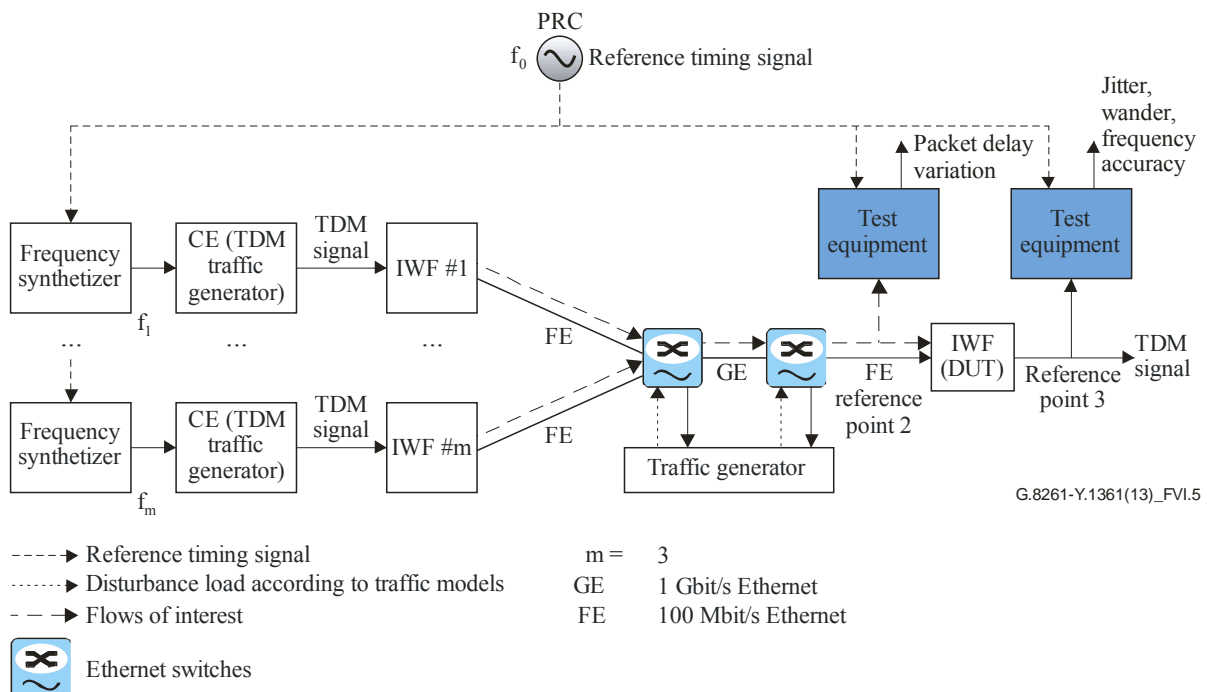 PRC
f0 Reference timing signal
Jitter,
wander,
frequency
accuracy
Packet delay
variation
Test
equipment
Test
equipment
Frequency
synthetizer
f1
CE (TDM
traffic
generator)
TDM
signal
IWF #1
FE
...
...
...
Frequency
synthetizer
fm
CE (TDM
traffic
generator)
TDM
signal
IWF #m
FE
GE
FE
reference
point 2
IWF
(DUT)
Reference
point 3
TDM
signal
Traffic generator
G.8261-Y.1361(13)_FVI.5
Reference timing signal
Disturbance load according to traffic models
Flows of interest
Ethernet switches
m = 3
GE 1 Gbit/s Ethernet
FE 100 Mbit/s Ethernet